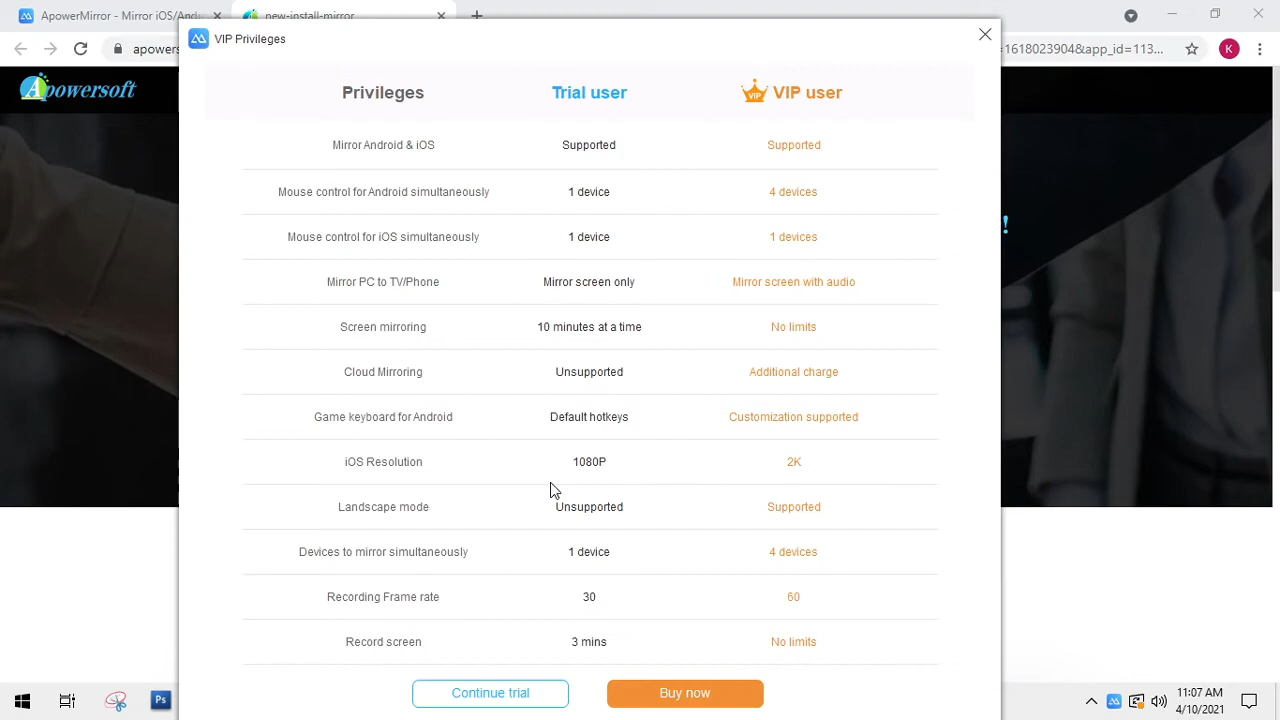 ApowerMirror - Mirror iOS/Andr
new-install-mirror
VIP Privileges
apowers
1618023904&app_id=113...
K
Apowersoft
Privileges Trial user VIP VIP user
Mirror Android & iOS Supported Supported
Mouse control for Android simultaneously 1 device 4 devices
Mouse control for iOS simultaneously 1 device 1 devices
!
Mirror PC to TV/Phone Mirror screen only Mirror screen with audio
Screen mirroring 10 minutes at a time No limits
Cloud Mirroring Unsupported Additional charge
Game keyboard for Android Default hotkeys Customization supported
iOS Resolution 1080P 2K
Landscape mode Unsupported Supported
Devices to mirror simultaneously 1 device 4 devices
Recording Frame rate 30 60
Record screen 3 mins No limits
Continue trial Buy now
Ps
11:07 AM
4/10/2021